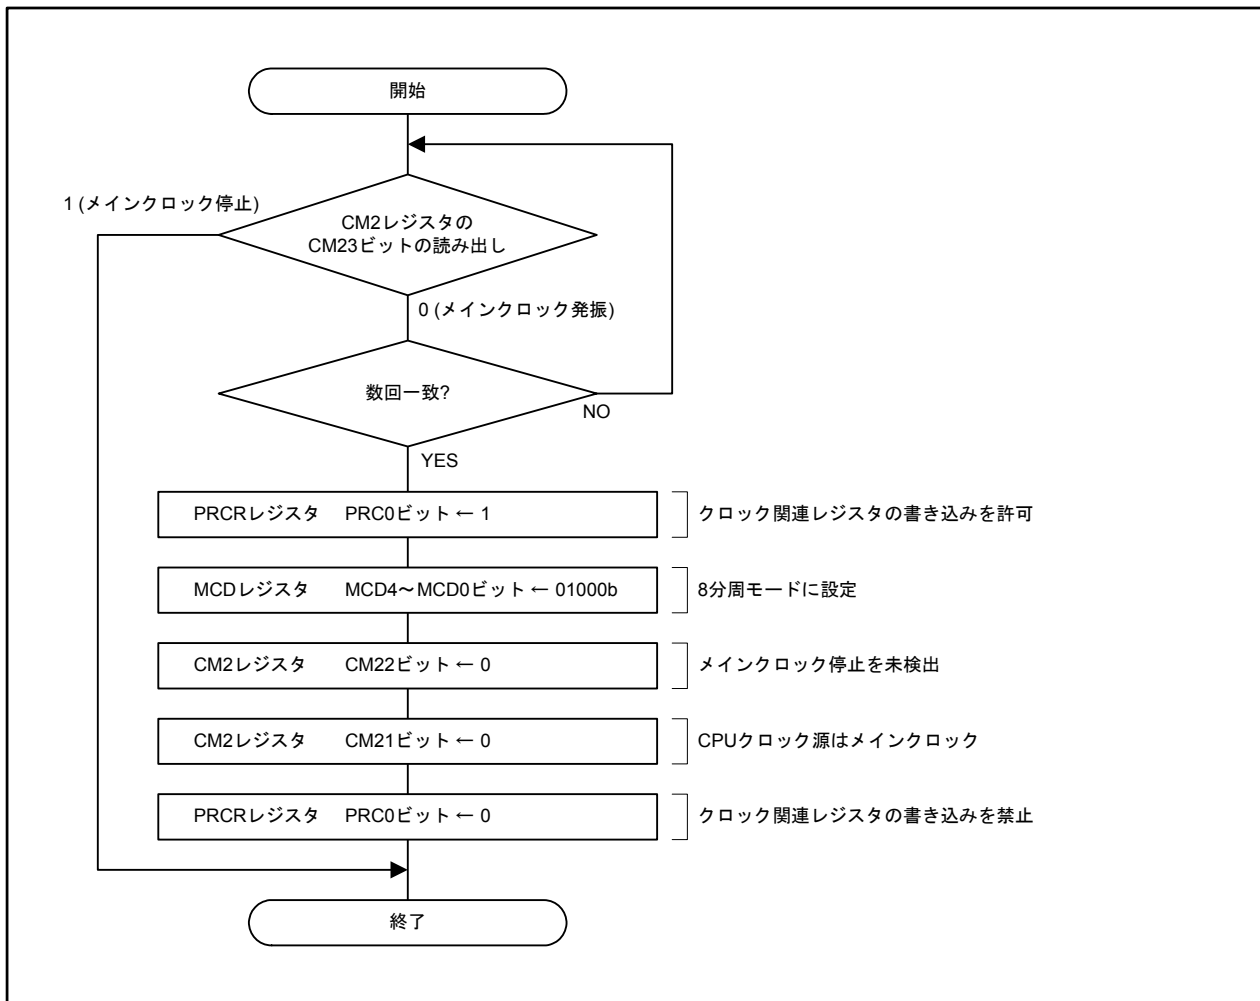 開始
1 (メインクロック停止)
CM2レジスタの
CM23ビットの読み出し
0 (メインクロック発振)
数回一致?
NO
YES
PRCRレジスタ PRC0ビット ← 1
クロック関連レジスタの書き込みを許可
MCDレジスタ MCD4～MCD0ビット ← 01000b
8分周モードに設定
CM2レジスタ CM22ビット ← 0
メインクロック停止を未検出
CM2レジスタ CM21ビット ← 0
CPUクロック源はメインクロック
PRCRレジスタ PRC0ビット ← 0
クロック関連レジスタの書き込みを禁止
終了